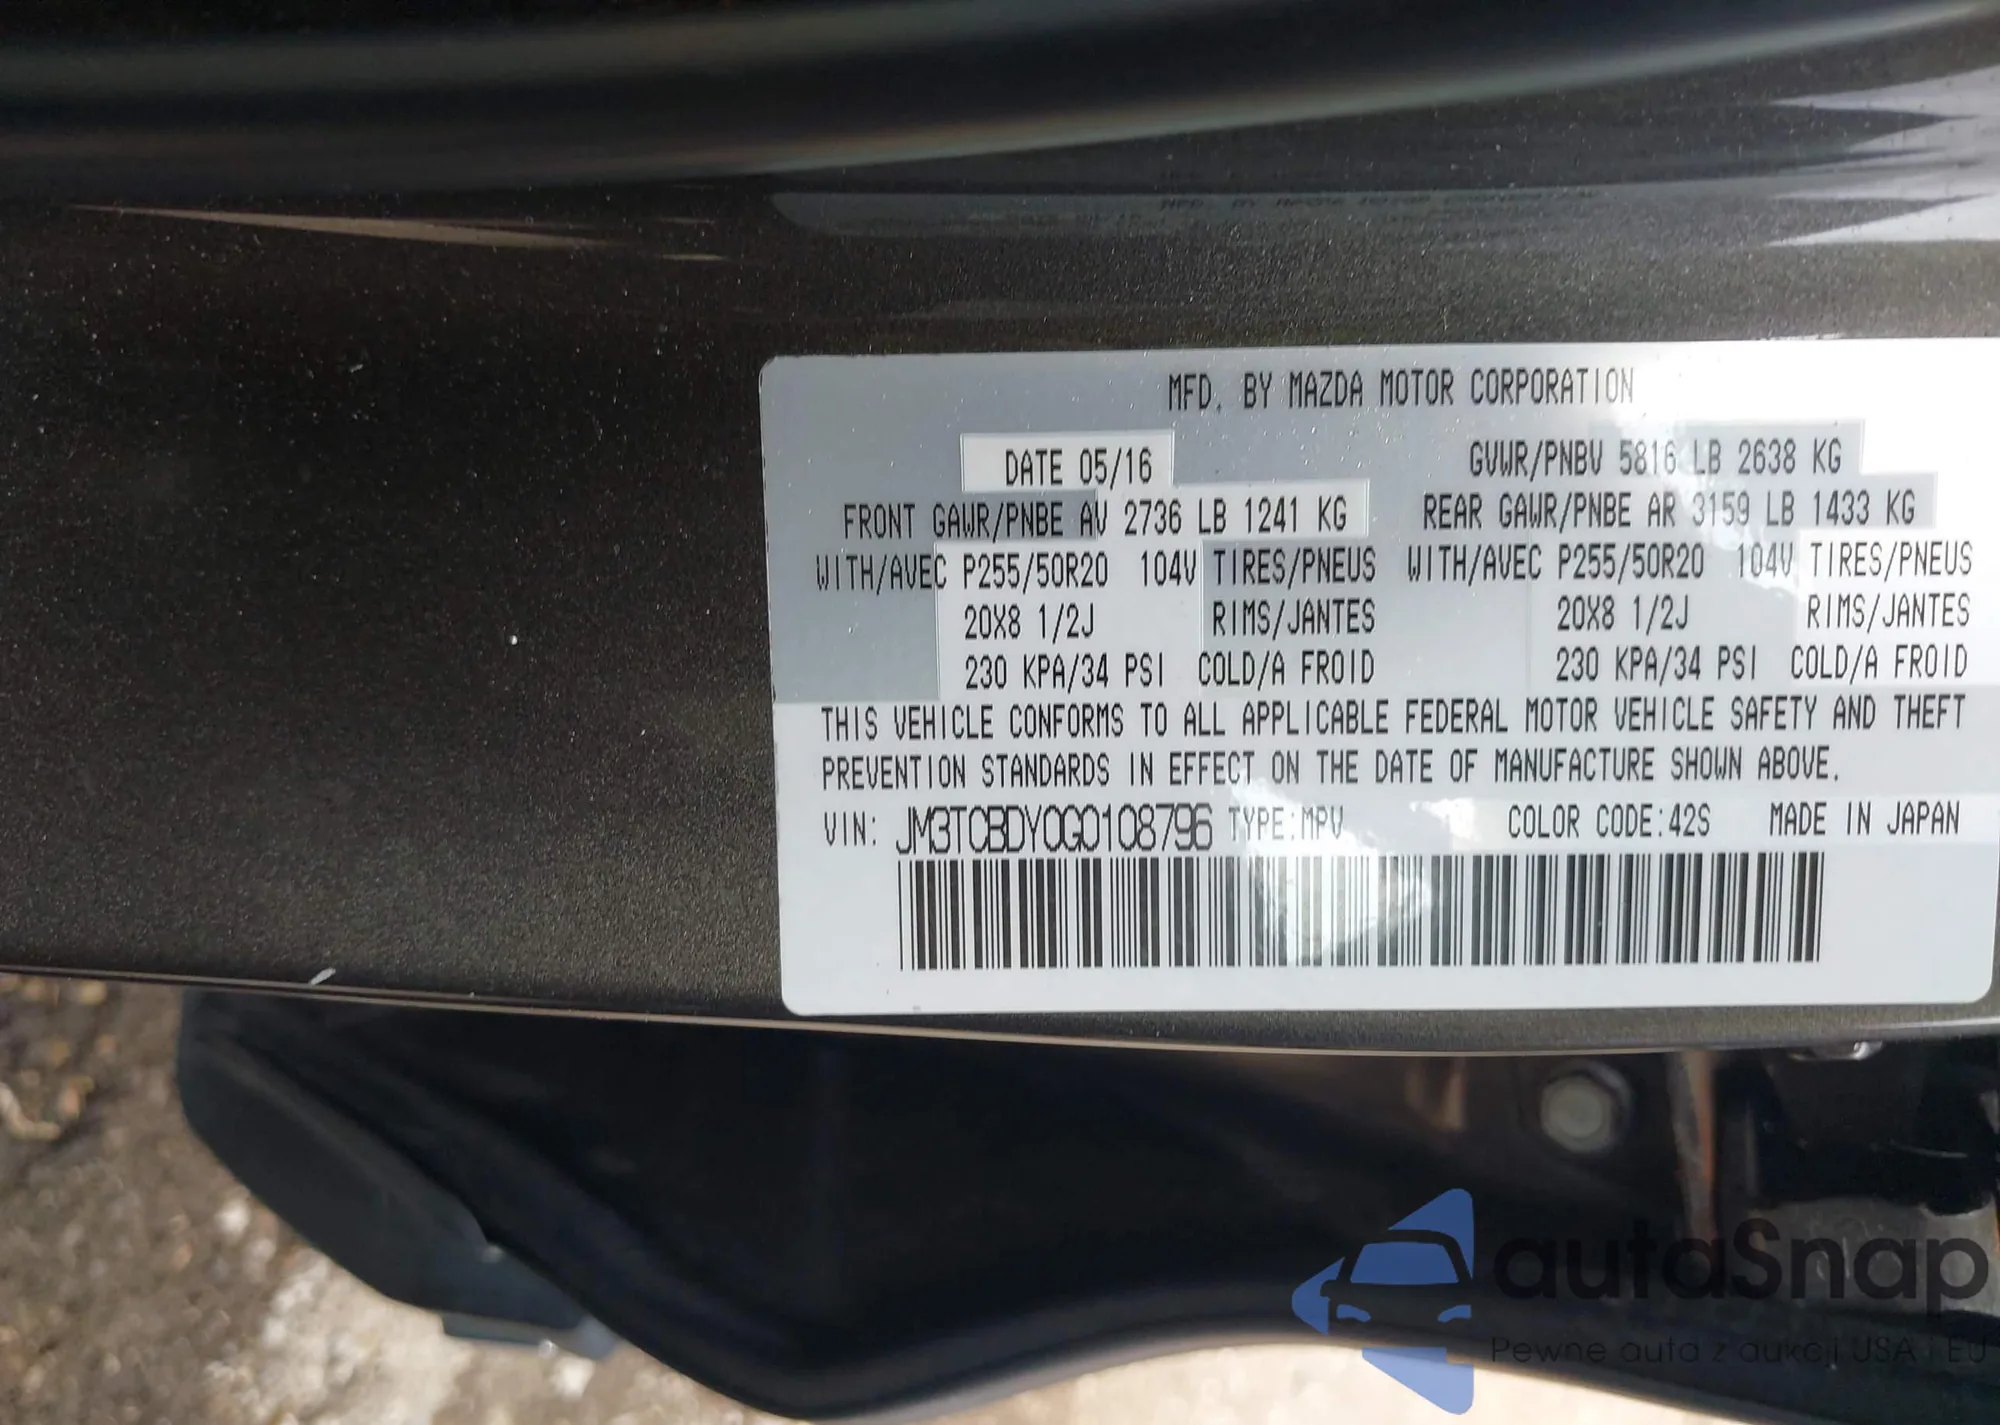 MFD. BY MAZDA MOTOR CORPORATION
DATE 05/16 GVWR/PNBV 5816 LB 2638 KG
FRONT GAWR/PNBE AV 2736 LB 1241 KG REAR GAWR/PNBE AR 3159 LB 1433 KG
WITH/AVEC P255/50R20 104V TIRES/PNEUS WITH/AVEC P255/50R20 104V TIRES/PNEUS
20X8 1/2J RIMS/JANTES 20X8 1/2J RIMS/JANTES
230 KPA/34 PSI COLD/A FROID 230 KPA/34 PSI COLD/A FROID
THIS VEHICLE CONFORMS TO ALL APPLICABLE FEDERAL MOTOR VEHICLE SAFETY AND THEFT
PREVENTION STANDARDS IN EFFECT ON THE DATE OF MANUFACTURE SHOWN ABOVE.
VIN: JM3TCBDY0G0108796 TYPE:MPV COLOR CODE:42S MADE IN JAPAN
autaSnap
Pewne auta z aukcji USA i EU